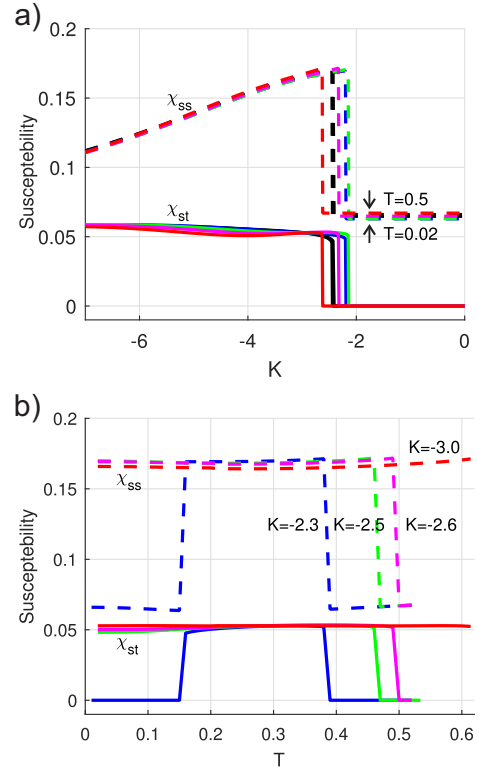 a)
0.2
0.15
0.1
0.05
0
Susceptebility
χss
χst
T=0.5
T=0.02
-6
-4
-2
0
K
b)
0.2
0.15
0.1
0.05
0
Susceptebility
K=-3.0
χss
K=-2.3
K=-2.5
K=-2.6
χst
0
0.1
0.2
0.3
0.4
0.5
0.6
T